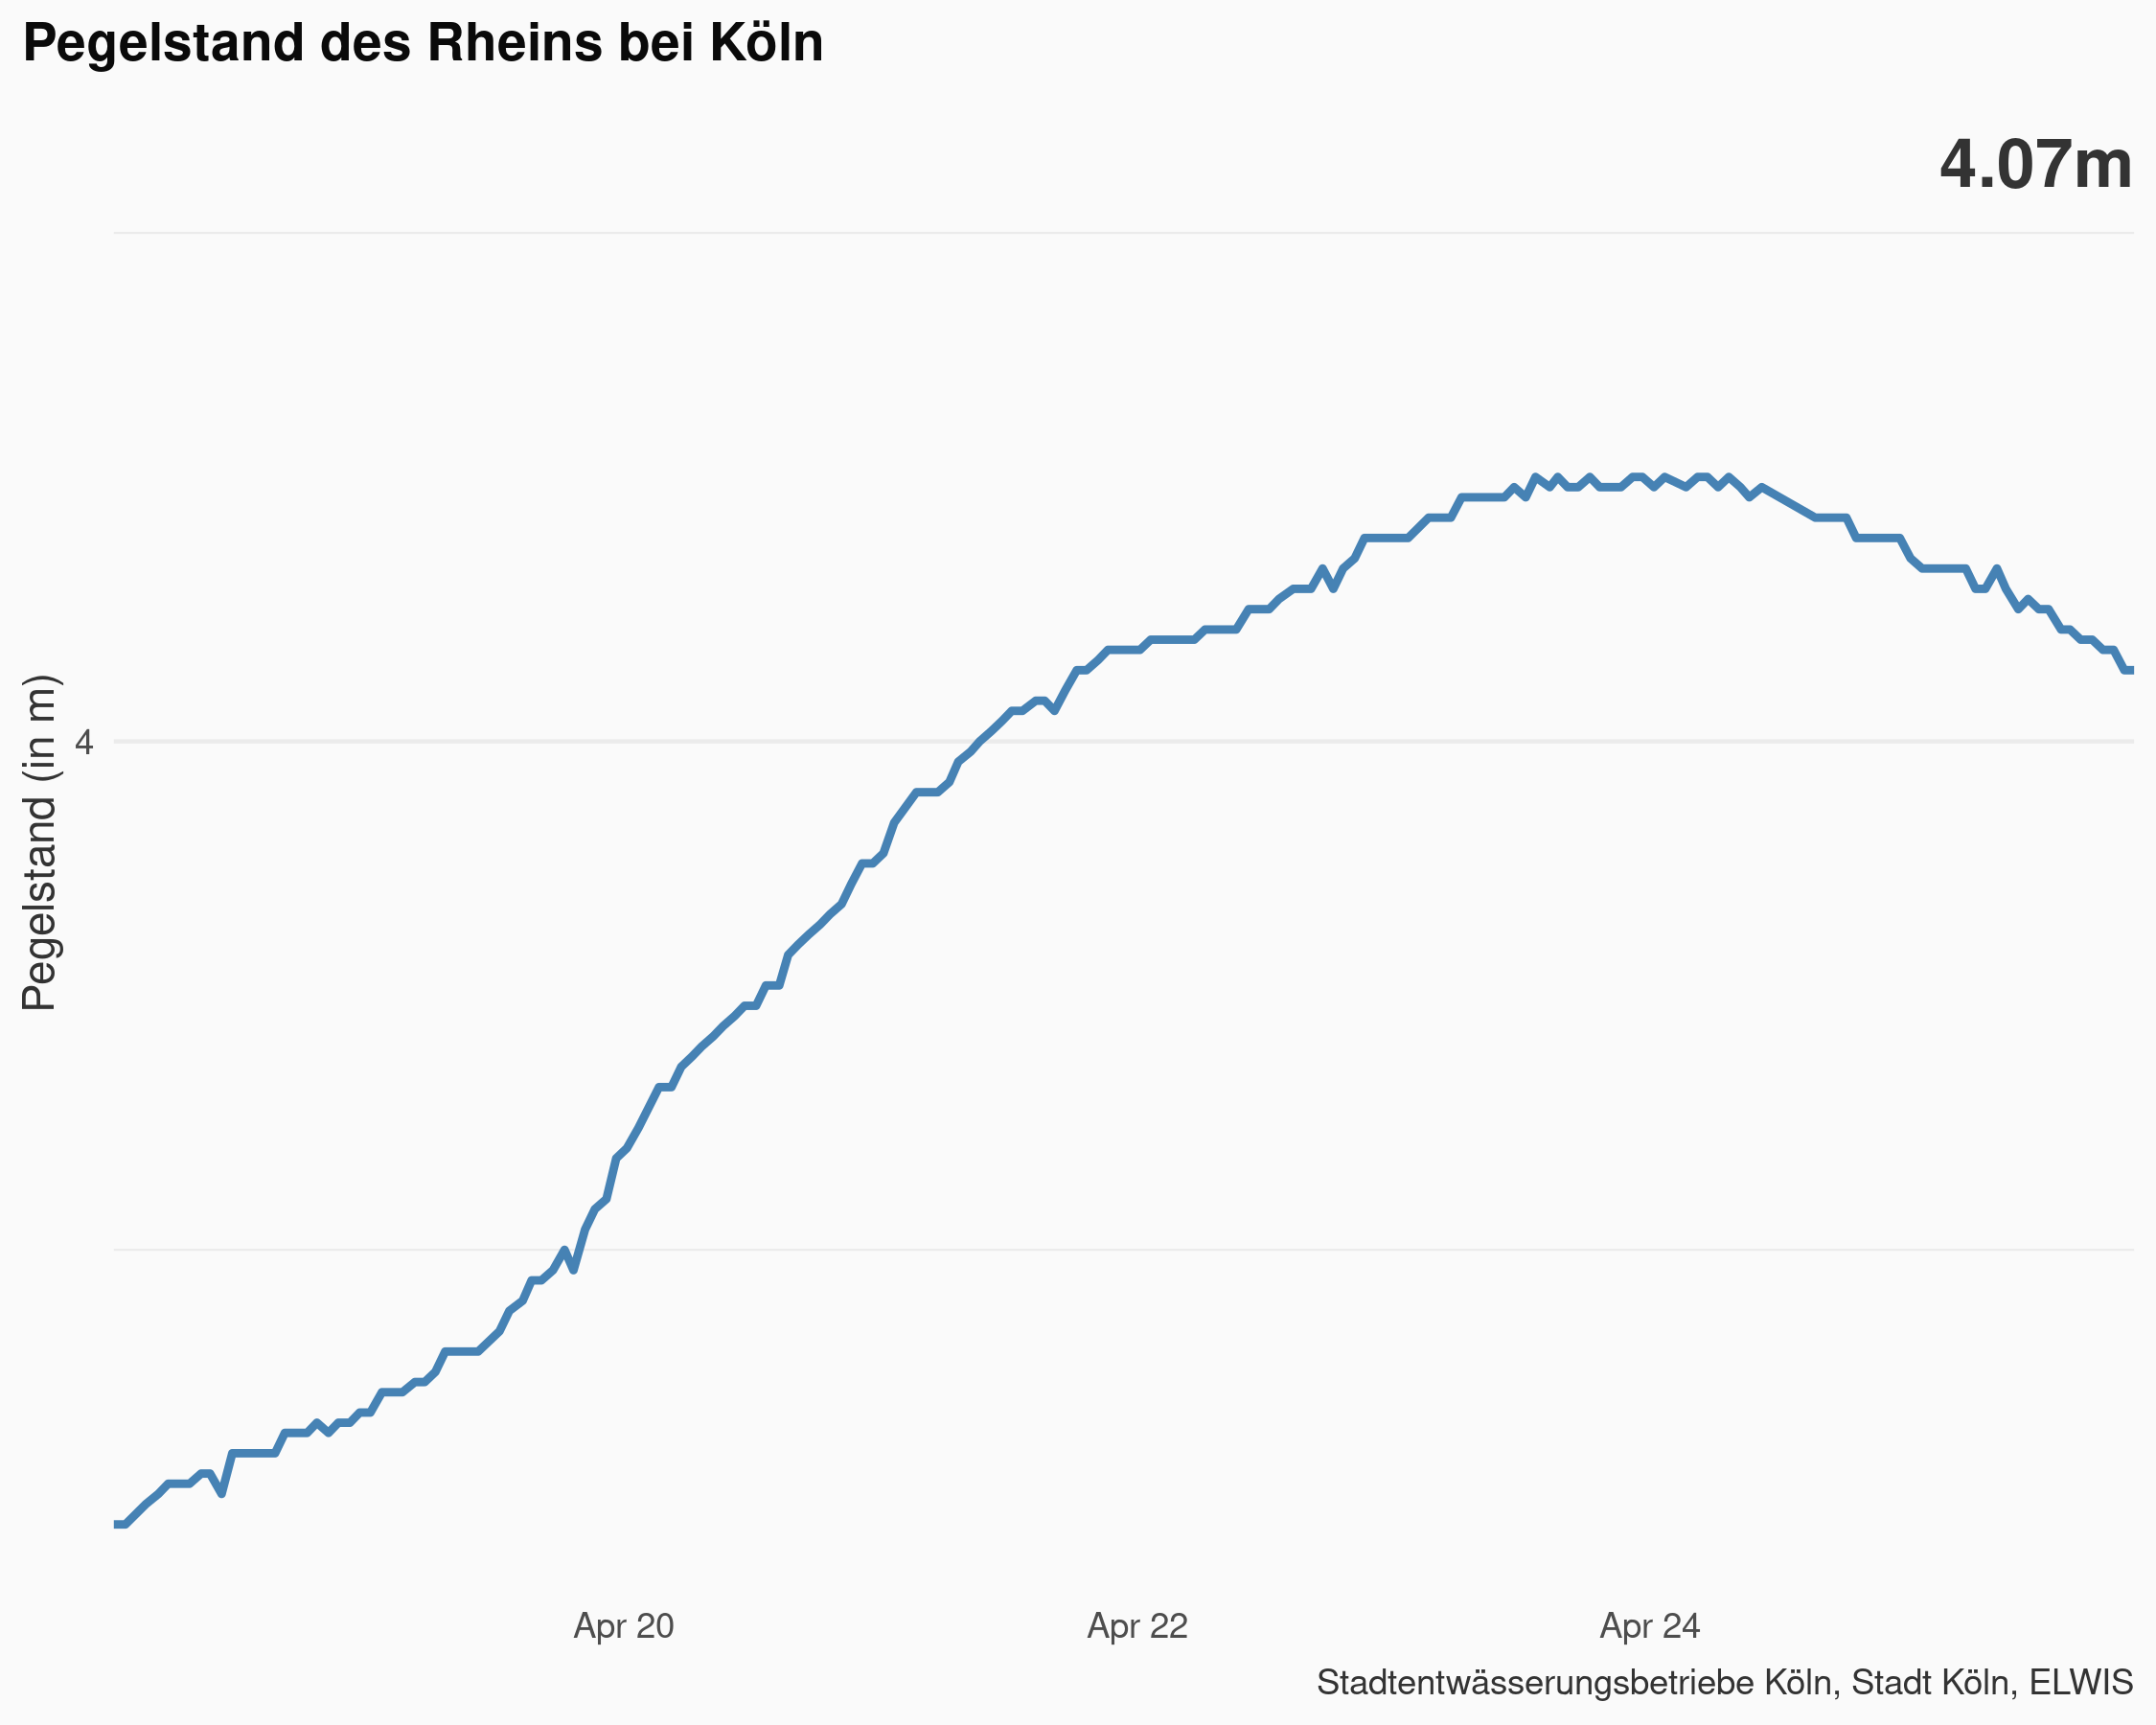 Pegelstand des Rheins bei Köln
4.07m
Pegelstand (in m)
4
Apr 20
Apr 22
Apr 24
Stadtentwässerungsbetriebe Köln, Stadt Köln, ELWIS